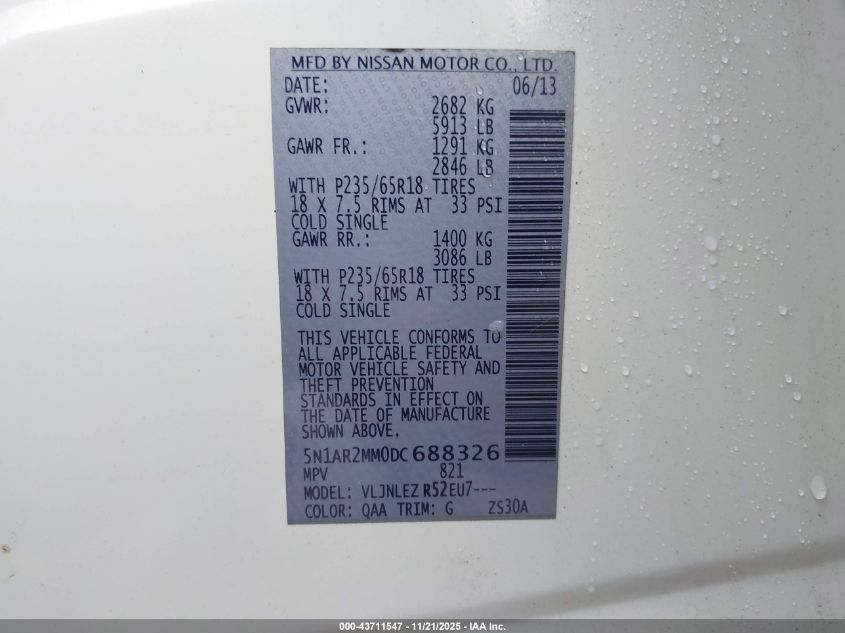 MFD BY NISSAN MOTOR CO., LTD.
DATE: 06/13
GVWR: 2682 KG
5913 LB
GAWR FR.: 1291 KG
2846 LB
WITH P235/65R18 TIRES
18 X 7.5 RIMS AT 33 PSI
COLD SINGLE
GAWR RR.: 1400 KG
3086 LB
WITH P235/65R18 TIRES
18 X 7.5 RIMS AT 33 PSI
COLD SINGLE
THIS VEHICLE CONFORMS TO
ALL APPLICABLE FEDERAL
MOTOR VEHICLE SAFETY AND
THEFT PREVENTION
STANDARDS IN EFFECT ON
THE DATE OF MANUFACTURE
SHOWN ABOVE.
5N1AR2MM0DC688326
MPV 821
MODEL: VLJNLEZ R52EU7---
COLOR: QAA TRIM: G ZS30A
000-43711547 - 11/21/2025 - IAA Inc.